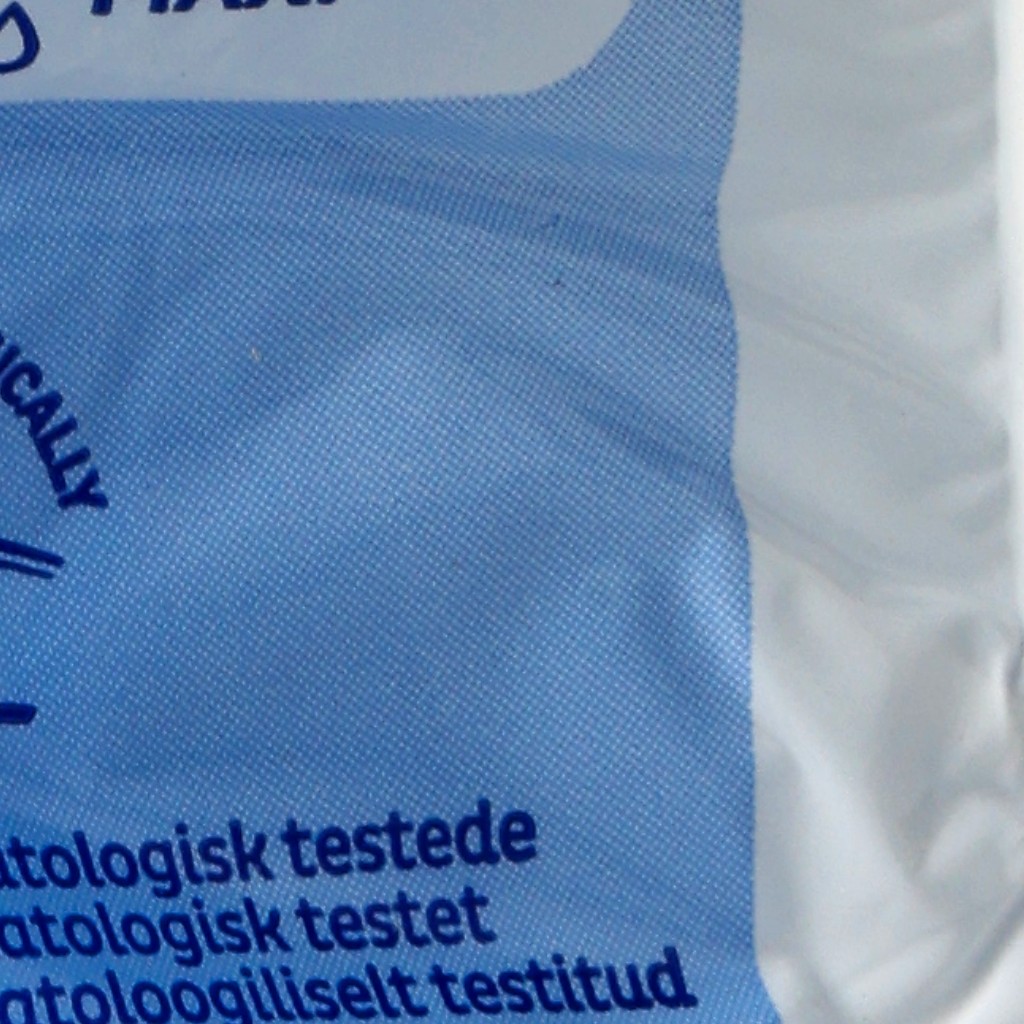 ICALLY
atologisk testede
atologisk testet
atoloogiliselt testitud